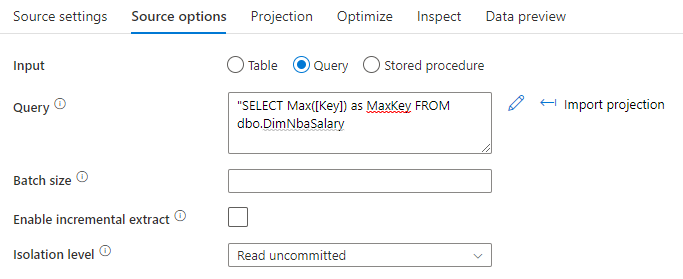 Source settings Source options Projection Optimize Inspect Data preview
Input Table Query Stored procedure
Query "SELECT Max([Key]) as MaxKey FROM
dbo.DimNbaSalary
Import projection
Batch size
Enable incremental extract
Isolation level Read uncommitted